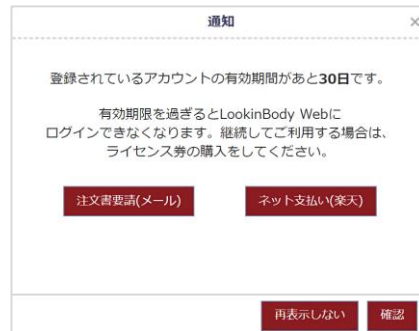 通知
×
登録されているアカウントの有効期間があと30日です。
有効期限を過ぎるとLookinBody Webに
ログインできなくなります。継続してご利用する場合は、
ライセンス券の購入をしてください。
注文書要請(メール)
ネット支払い(楽天)
再表示しない
確認